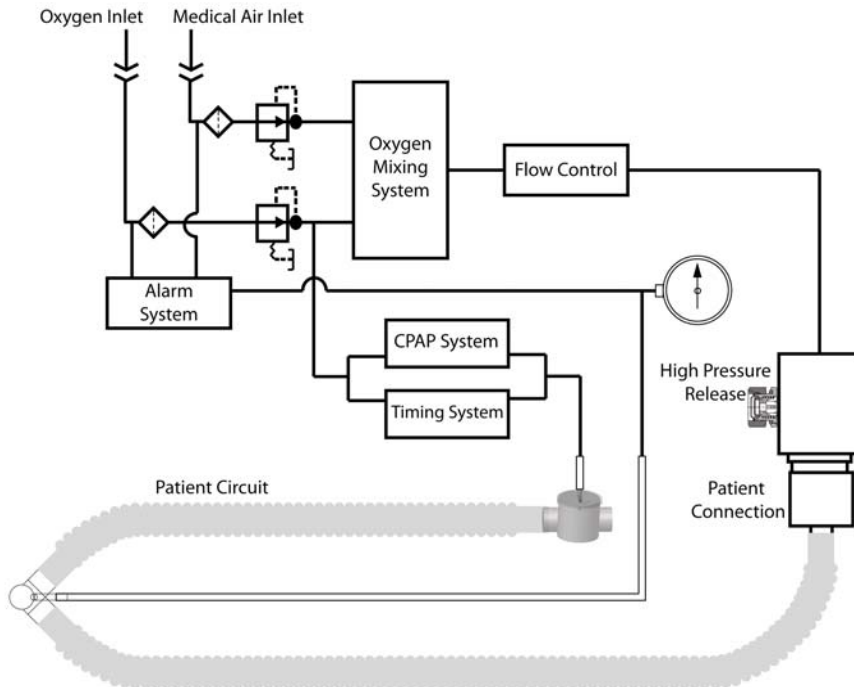 Oxygen Inlet
Medical Air Inlet
Oxygen
Mixing
System
Flow Control
Alarm
System
CPAP System
High Pressure
Release
Timing System
Patient Circuit
Patient
Connection